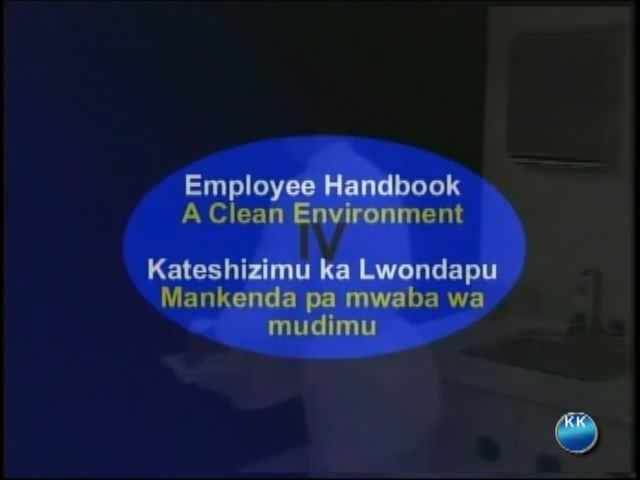 Employee Handbook
A Clean Environment
IV
Kateshizimu ka Lwondapu
Mankenda pa mwaba wa
mudimu
KK